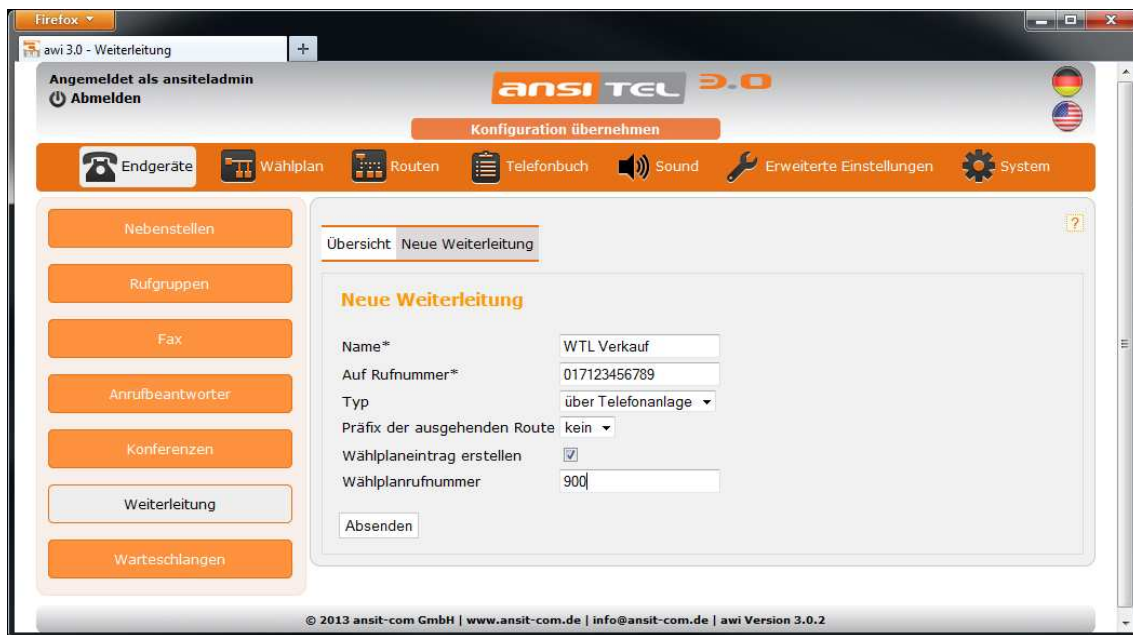 Firefox
awi 3.0 - Weiterleitung
Angemeldet als ansiteladmin
Abmelden
ansi TEL 3.0
Konfiguration übernehmen
Endgeräte Wählplan Routen Telefonbuch Sound Erweiterte Einstellungen System
Nebenstellen
Rufgruppen
Fax
Anrufbeantworter
Konferenzen
Weiterleitung
Warteschlangen
?
Übersicht Neue Weiterleitung
Neue Weiterleitung
Name* WTL Verkauf
Auf Rufnummer* 017123456789
Typ über Telefonanlage
Präfix der ausgehenden Route kein
Wählplaneintrag erstellen
Wählplanrufnummer 900
Absenden
© 2013 ansit-com GmbH | www.ansit-com.de | info@ansit-com.de | awi Version 3.0.2